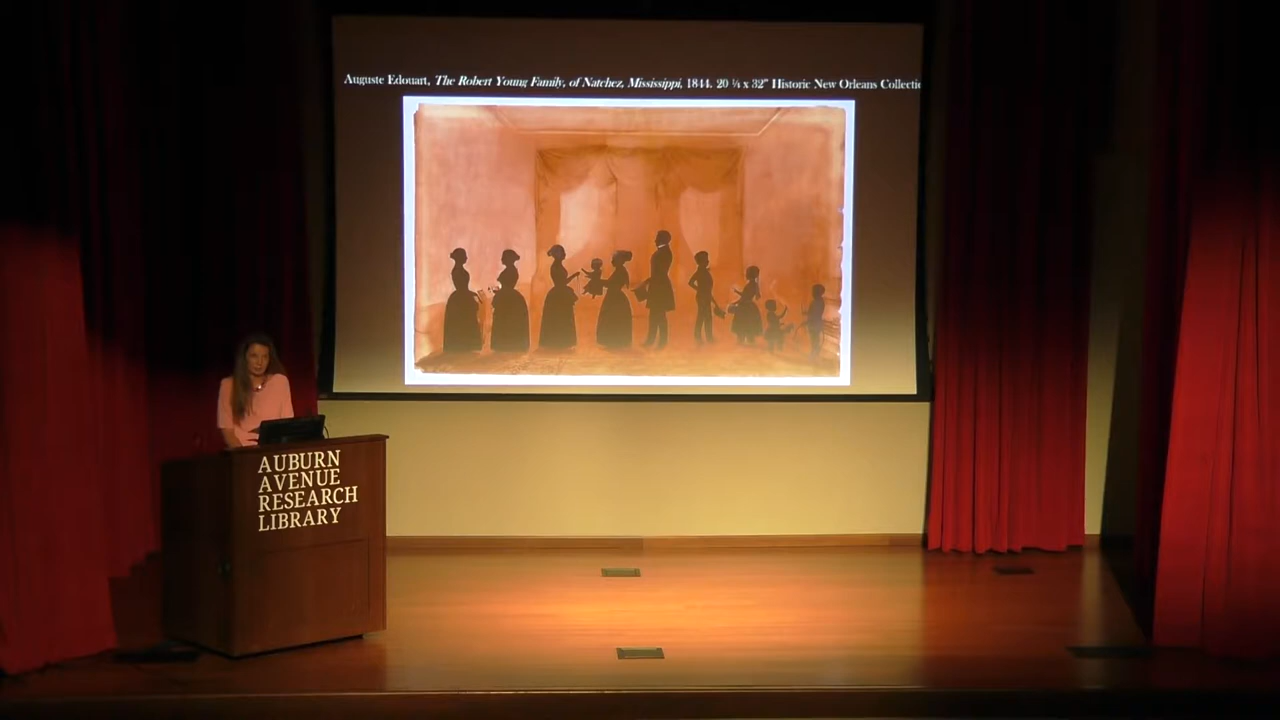 Auguste Edouart, The Robert Young Family, of Natchez, Mississippi, 1844. 20 ¼ x 32" Historic New Orleans Collectio
AUBURN
AVENUE
RESEARCH
LIBRARY